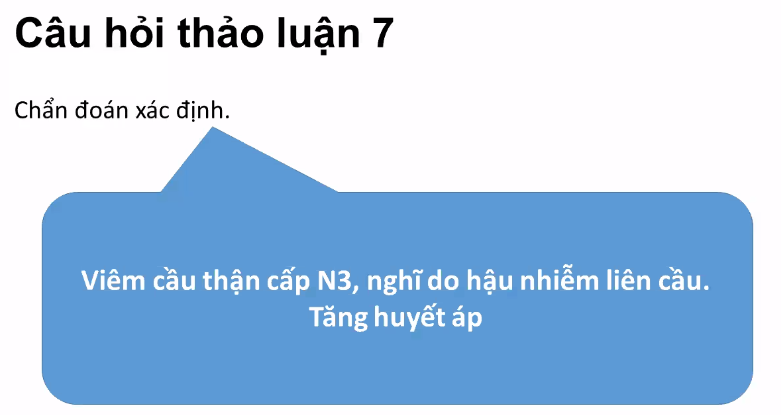 Câu hỏi thảo luận 7
Chẩn đoán xác định.
Viêm cầu thận cấp N3, nghĩ do hậu nhiễm liên cầu.
Tăng huyết áp